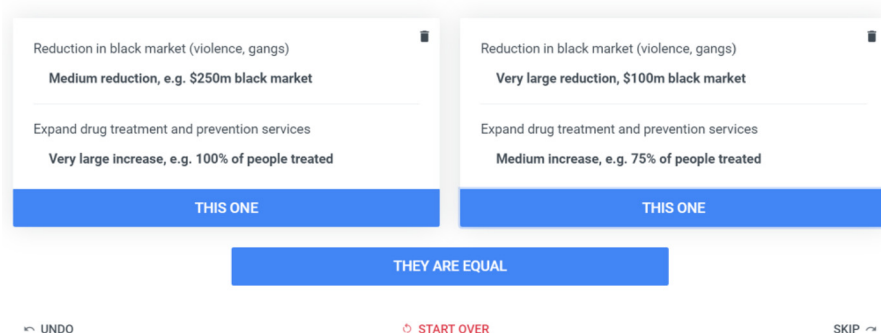 Reduction in black market (violence, gangs)
Medium reduction, e.g. $250m black market
Expand drug treatment and prevention services
Very large increase, e.g. 100% of people treated
THIS ONE
Reduction in black market (violence, gangs)
Very large reduction, $100m black market
Expand drug treatment and prevention services
Medium increase, e.g. 75% of people treated
THIS ONE
THEY ARE EQUAL
UNDO
START OVER
SKIP